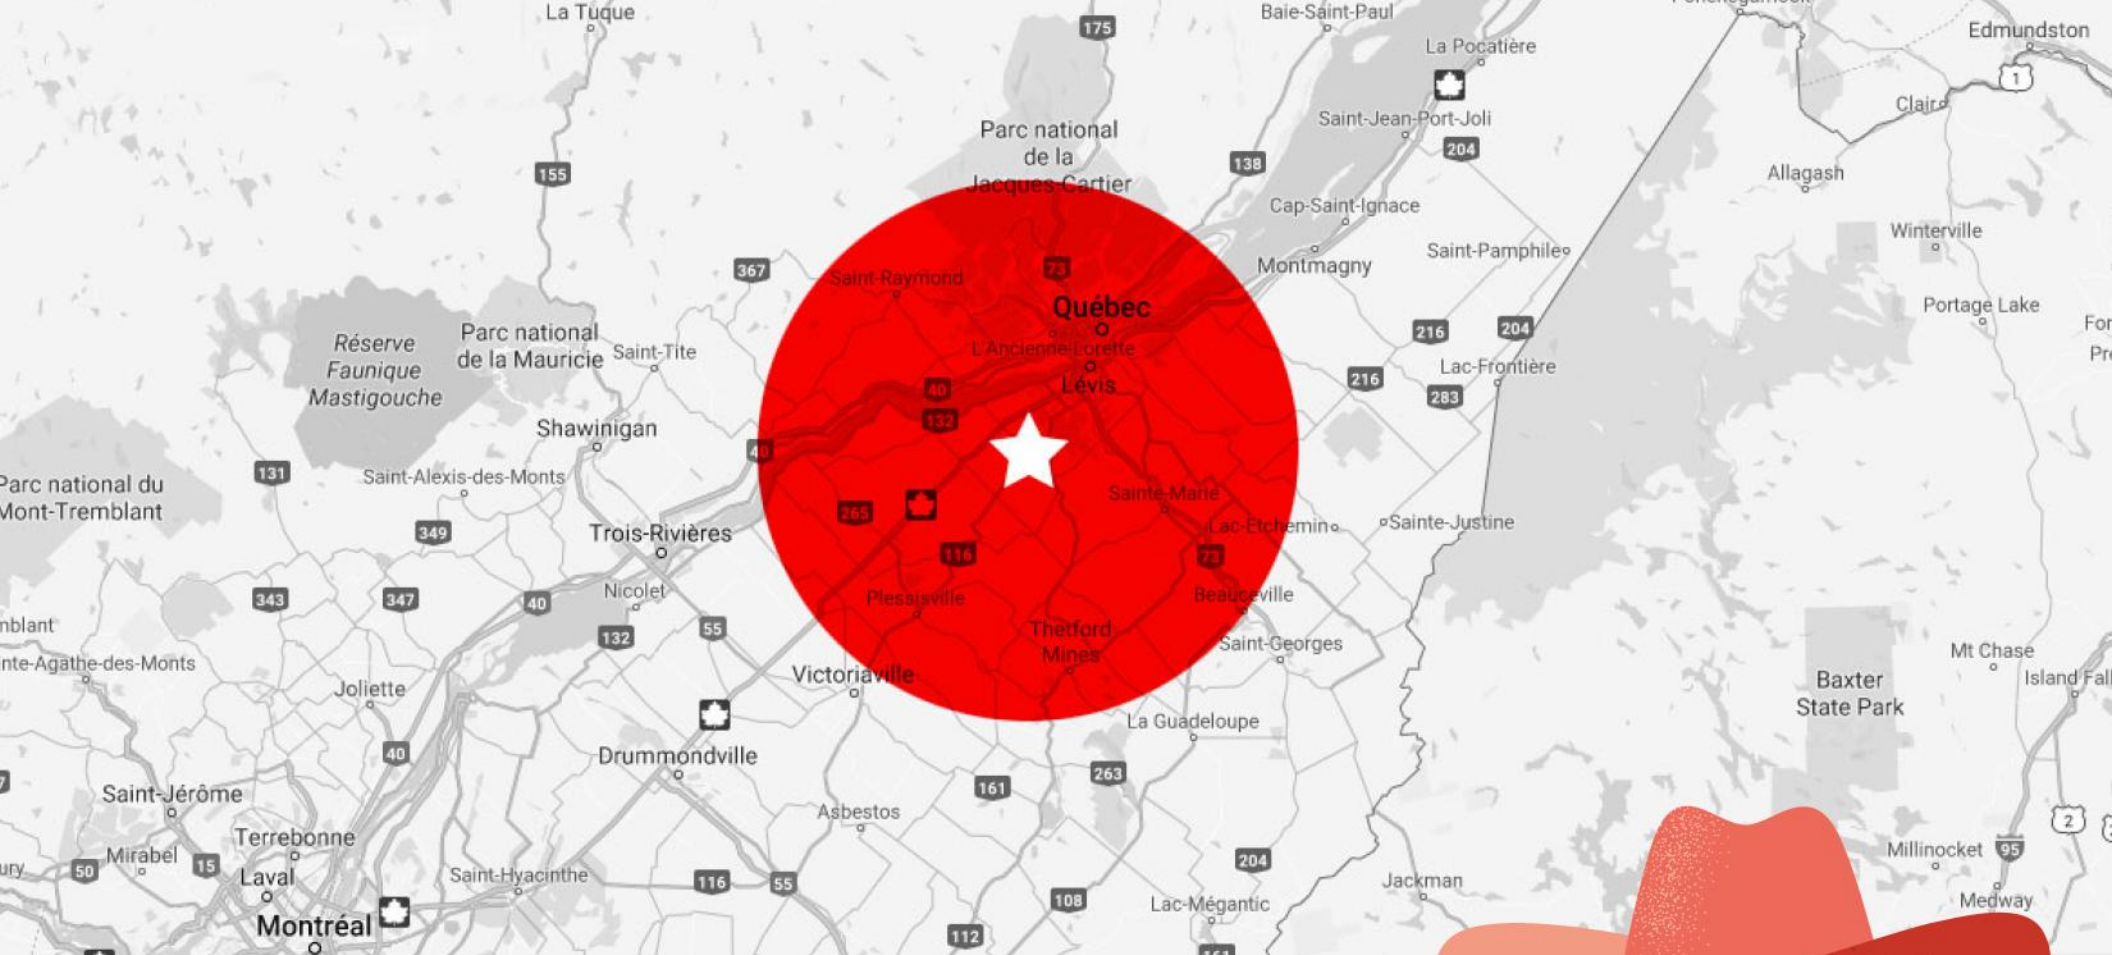 La Tuque
175
Baie-Saint-Paul
La Pocatière
Edmundston
1
Saint-Jean-Port-Joli
Clair
Parc national
de la
Jacques-Cartier
138
204
155
Allagash
Cap-Saint-Ignace
Winterville
Saint-Pamphile
Montmagny
367
Saint-Raymond
73
Québec
Portage Lake
216
204
Réserve
Faunique
Mastigouche
Parc national
de la Mauricie
Saint-Tite
L'Ancienne-Lorette
Lévis
Lac-Frontière
216
283
40
132
Shawinigan
40
131
Saint-Alexis-des-Monts
Parc national du
Mont-Tremblant
265
Sainte-Marie
349
Trois-Rivières
Lac-Etchemin
Sainte-Justine
116
73
Nicolet
343
347
40
Plessisville
Beauceville
132
55
Thetford
Mines
Saint-Georges
Mt Chase
nte-Agathe-des-Monts
Joliette
Victoriaville
Baxter
State Park
Island Fall
La Guadeloupe
40
Drummondville
161
263
Saint-Jérôme
Asbestos
2
Terrebonne
Mirabel
50
15
Laval
Saint-Hyacinthe
116
55
204
Millinocket
95
108
Jackman
Lac-Mégantic
Medway
Montréal
112